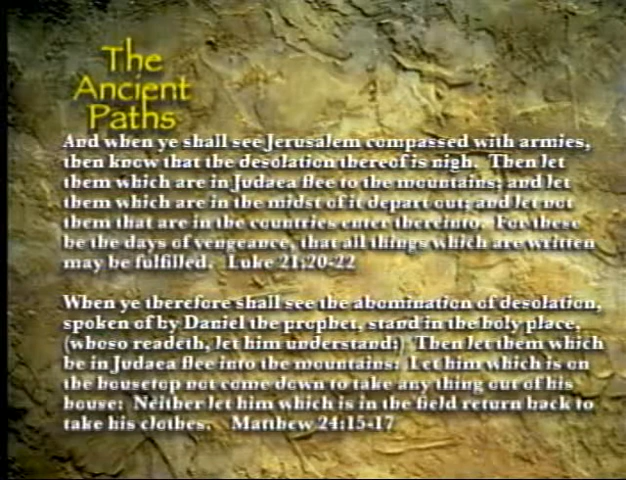 The
Ancient
Paths
And when ye shall see Jerusalem compassed with armies,
then know that the desolation thereof is nigh. Then let
them which are in Judaea flee to the mountains; and let
them which are in the midst of it depart out; and let not
them that are in the countries enter thereinto. For these
be the days of vengeance, that all things which are written
may be fulfilled. Luke 21:20-22
When ye therefore shall see the abomination of desolation,
spoken of by Daniel the prophet, stand in the holy place,
(whoso readeth, let him understand:) Then let them which
be in Judaea flee into the mountains: Let him which is on
the housetop not come down to take any thing out of his
house: Neither let him which is in the field return back to
take his clothes. Matthew 24:15-17